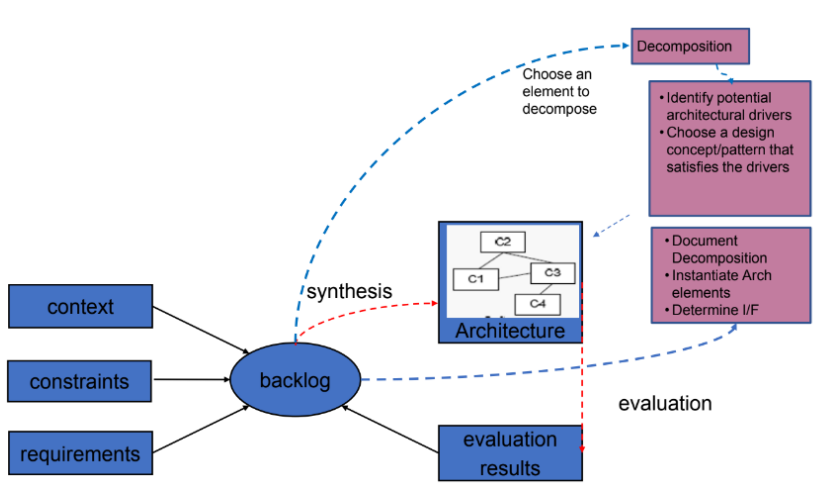 Decomposition
Choose an
element to
decompose
• Identify potential
architectural drivers
• Choose a design
concept/pattern that
satisfies the drivers
C2
C1
C3
C4
Architecture
• Document
Decomposition
• Instantiate Arch
elements
• Determine I/F
synthesis
context
constraints
requirements
backlog
evaluation
evaluation
results